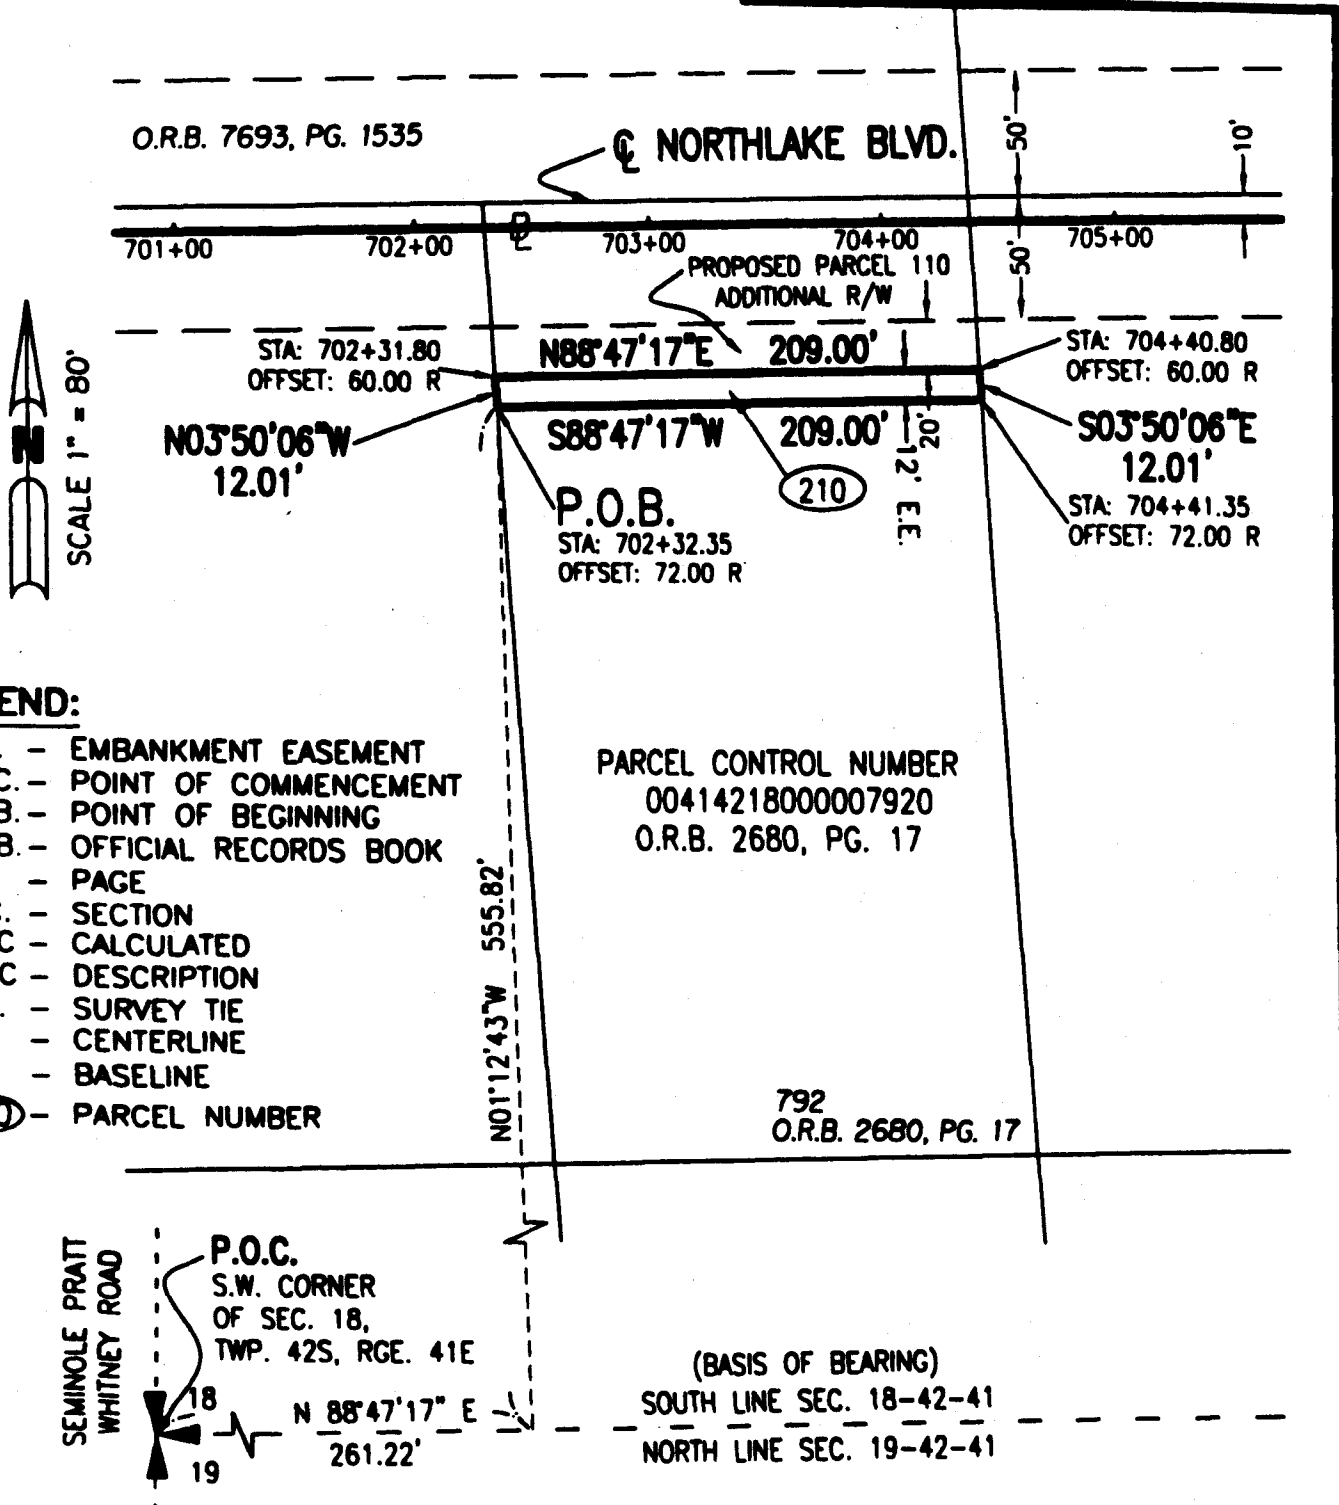 O.R.B. 7693, PG. 1535
℄ NORTHLAKE BLVD.
50'
10'
701+00
702+00
703+00
704+00
705+00
50'
PROPOSED PARCEL 110
ADDITIONAL R/W
STA: 702+31.80
OFFSET: 60.00 R
N88°47'17"E 209.00'
STA: 704+40.80
OFFSET: 60.00 R
N03°50'06"W
12.01'
S88°47'17"W 209.00'
20'
12' E.E.
S03°50'06"E
12.01'
210
P.O.B.
STA: 702+32.35
OFFSET: 72.00 R
STA: 704+41.35
OFFSET: 72.00 R
N
SCALE 1" = 80'
END:
. - EMBANKMENT EASEMENT
C. - POINT OF COMMENCEMENT
B. - POINT OF BEGINNING
B. - OFFICIAL RECORDS BOOK
- PAGE
. - SECTION
C - CALCULATED
C - DESCRIPTION
. - SURVEY TIE
- CENTERLINE
- BASELINE
- PARCEL NUMBER
PARCEL CONTROL NUMBER
00414218000007920
O.R.B. 2680, PG. 17
N01°12'43"W 555.82'
792
O.R.B. 2680, PG. 17
SEMINOLE PRATT
WHITNEY ROAD
P.O.C.
S.W. CORNER
OF SEC. 18,
TWP. 42S, RGE. 41E
18
19
N 88°47'17" E
261.22'
(BASIS OF BEARING)
SOUTH LINE SEC. 18-42-41
NORTH LINE SEC. 19-42-41